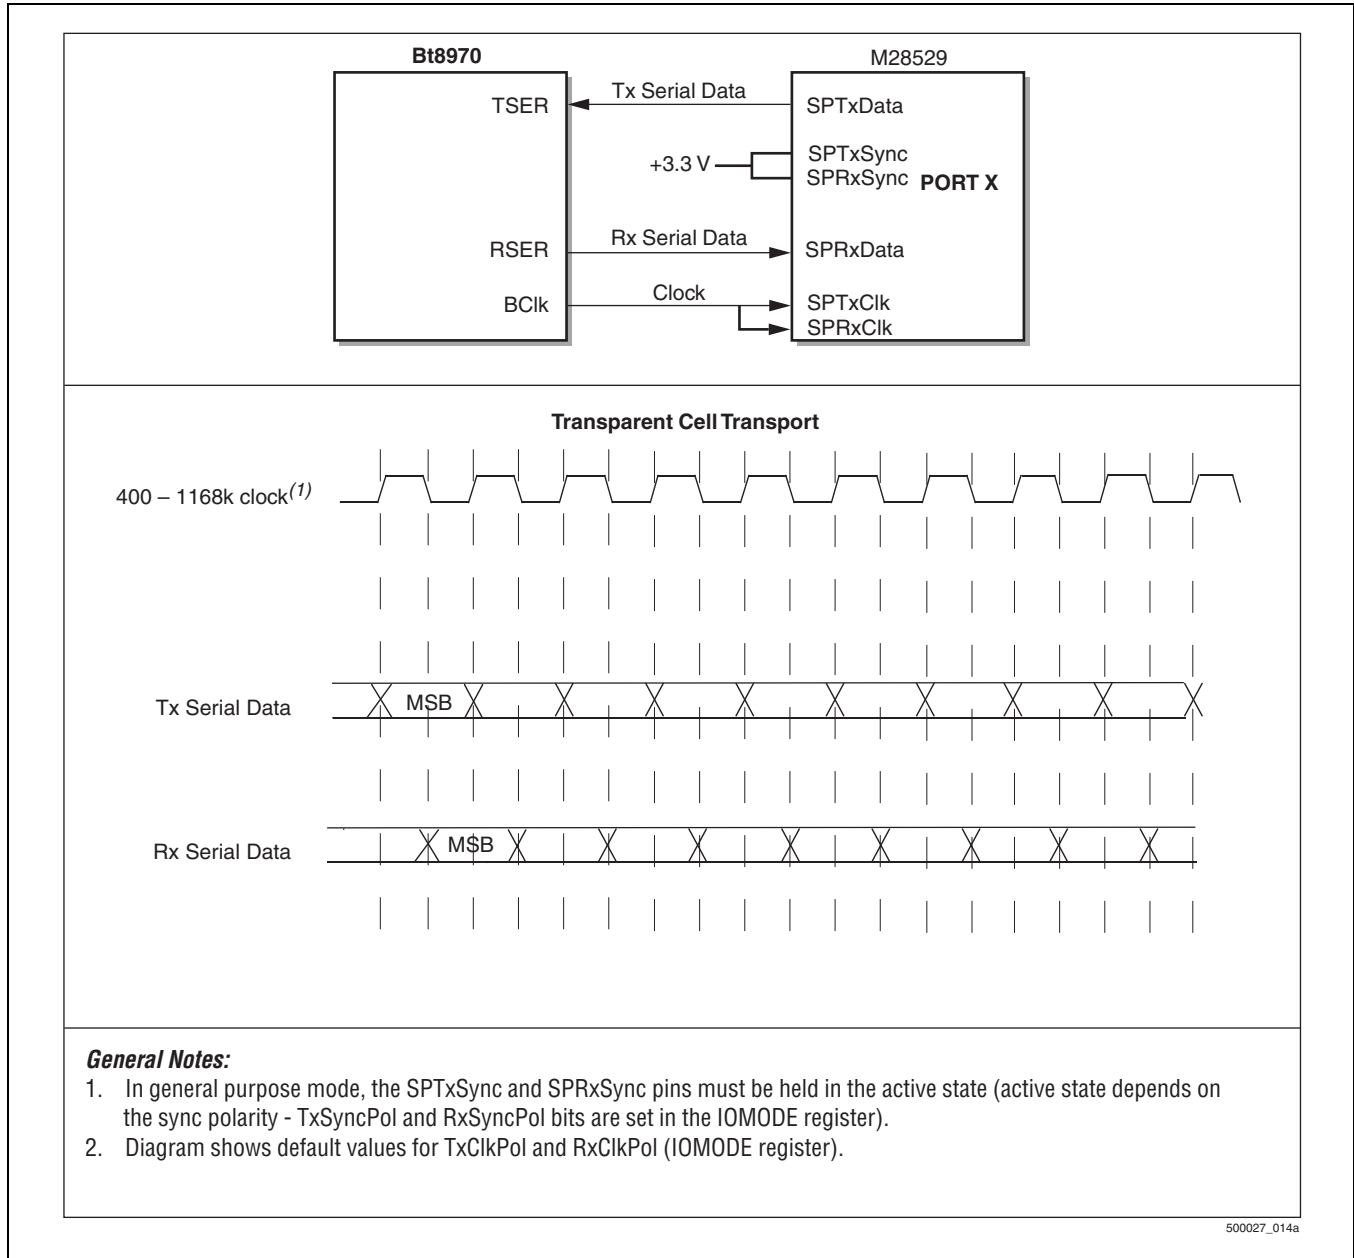 Bt8970
M28529
TSER
Tx Serial Data
SPTxData
+3.3 V
SPTxSync
SPRxSync
PORT X
RSER
Rx Serial Data
SPRxData
BClk
Clock
SPTxClk
SPRxClk
Transparent Cell Transport
400 – 1168k clock(1)
Tx Serial Data
MSB
Rx Serial Data
MSB
General Notes:
1. In general purpose mode, the SPTxSync and SPRxSync pins must be held in the active state (active state depends on
the sync polarity - TxSyncPol and RxSyncPol bits are set in the IOMODE register).
2. Diagram shows default values for TxClkPol and RxClkPol (IOMODE register).
500027_014a